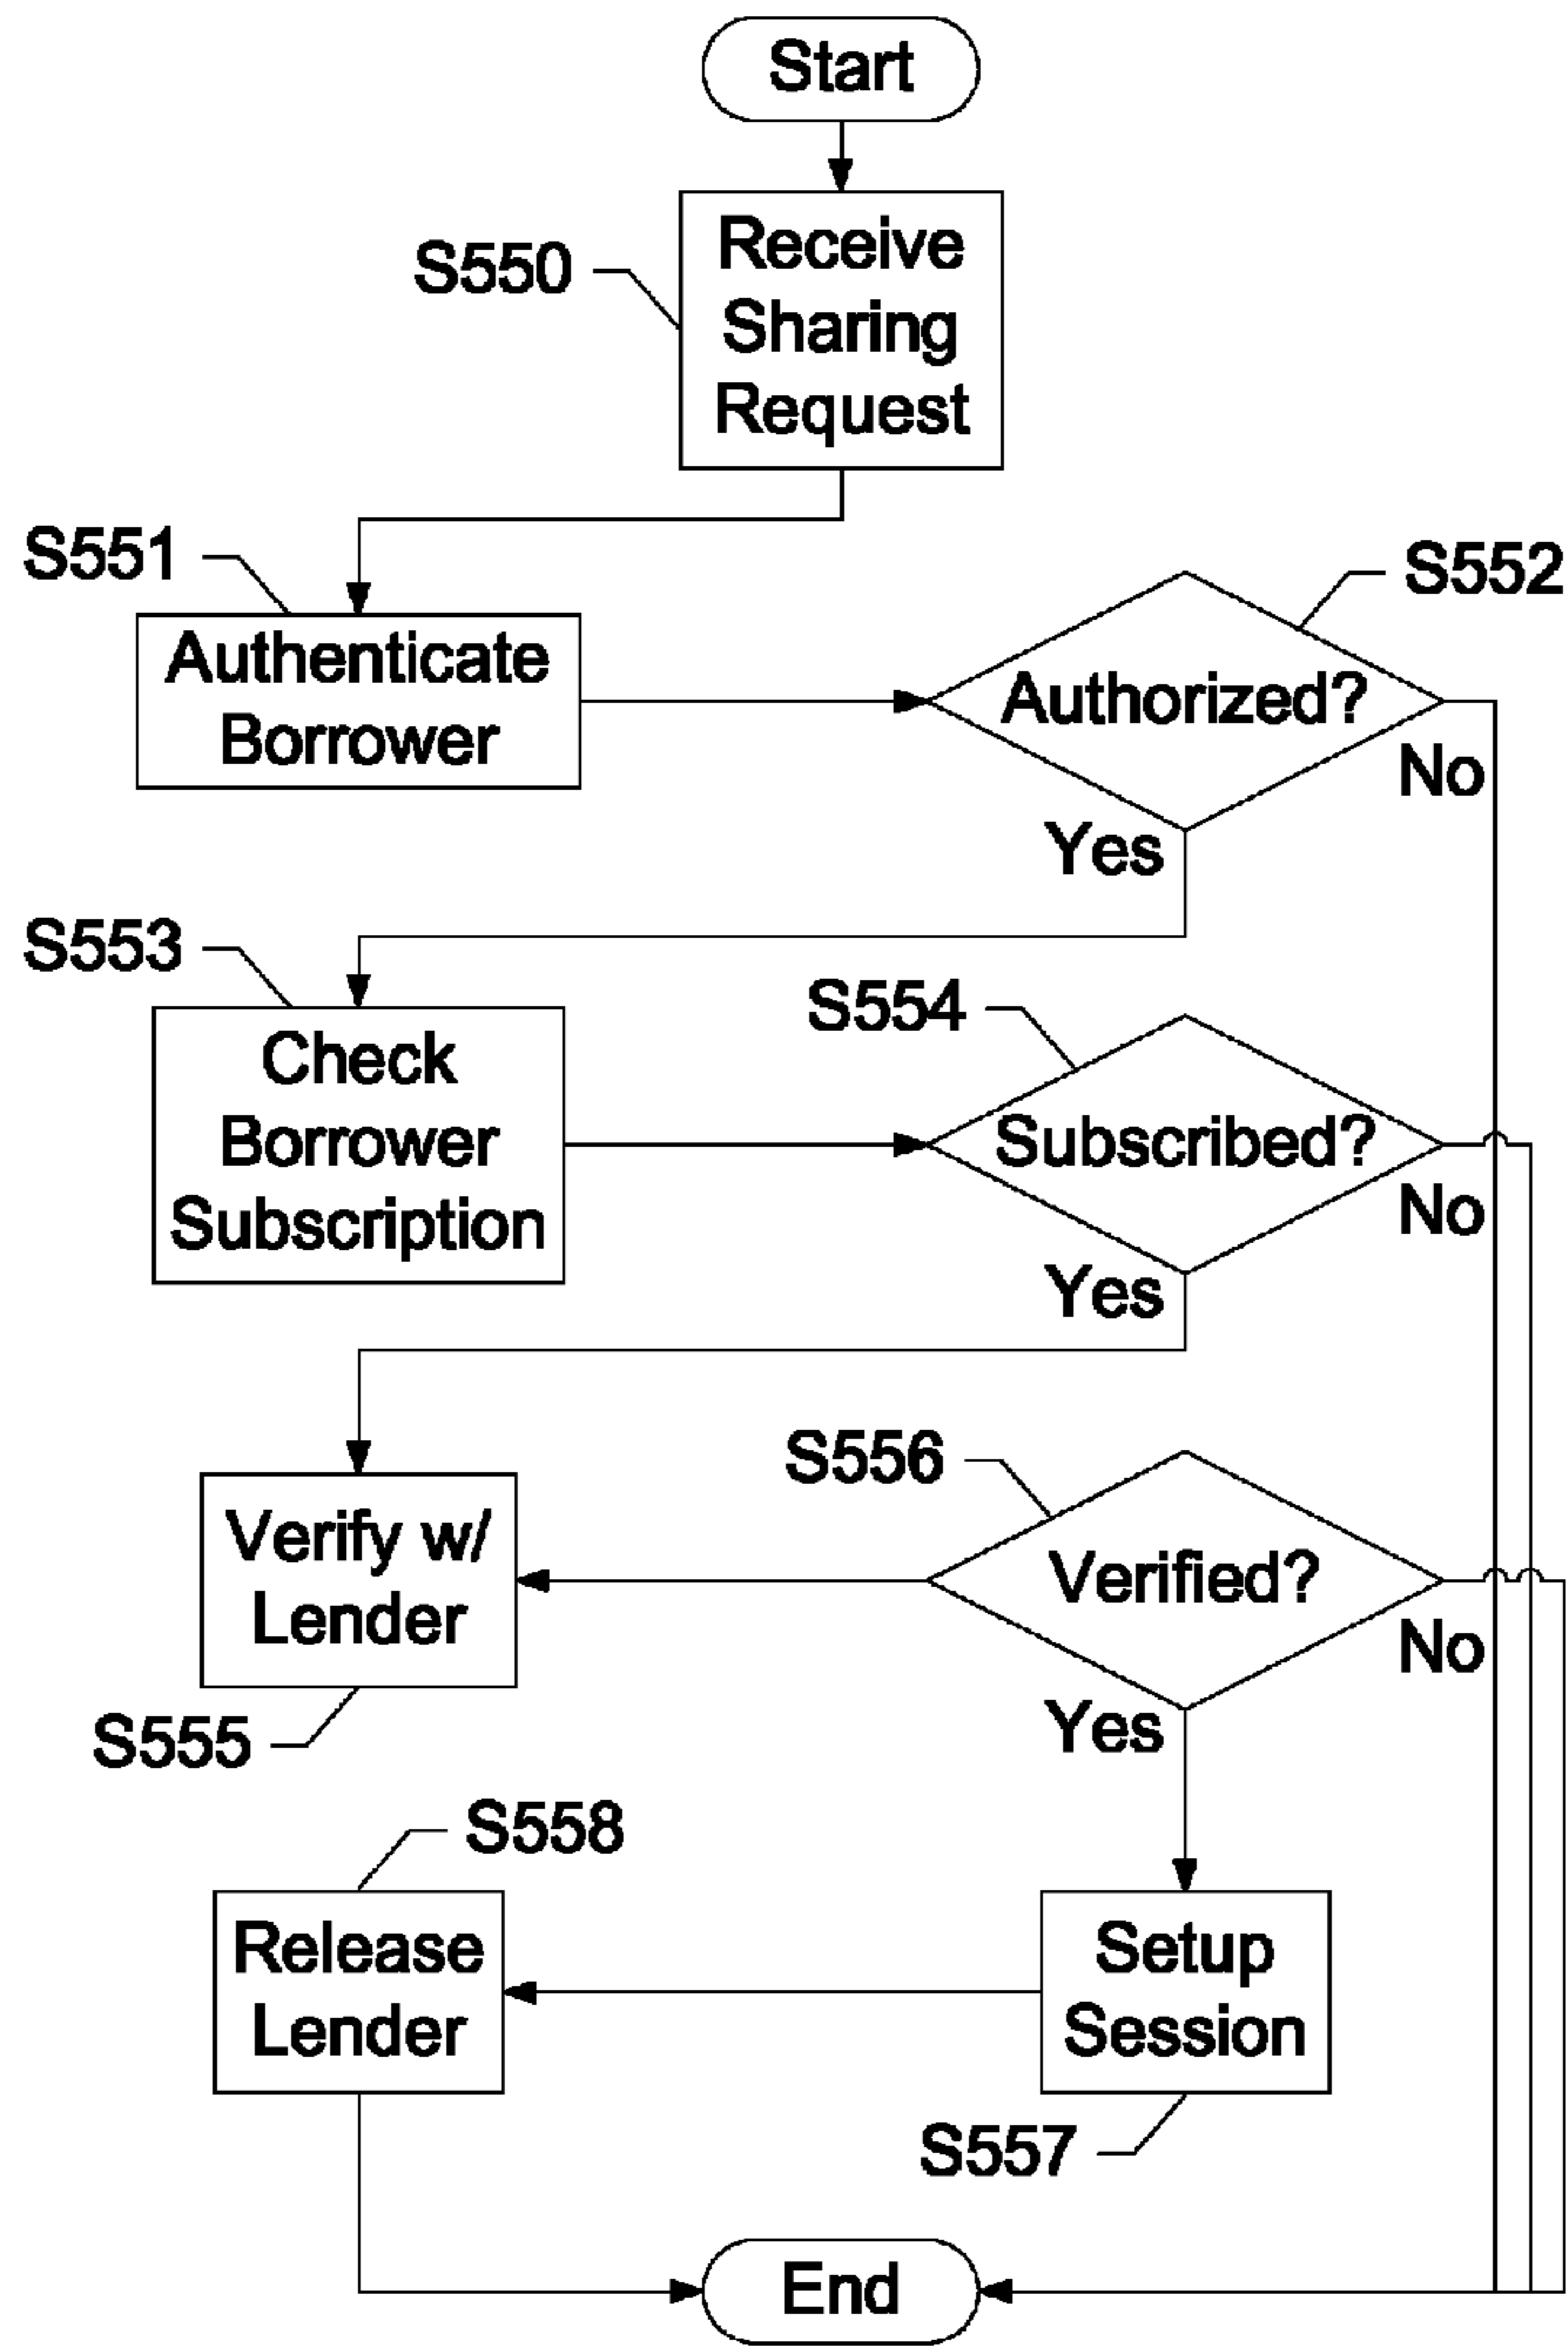 Start
S550
Receive
Sharing
Request
S551
Authenticate
Borrower
S552
Authorized?
No
Yes
S553
Check
Borrower
Subscription
S554
Subscribed?
No
Yes
S556
Verified?
No
Yes
Verify w/
Lender
S555
S558
Release
Lender
Setup
Session
S557
End